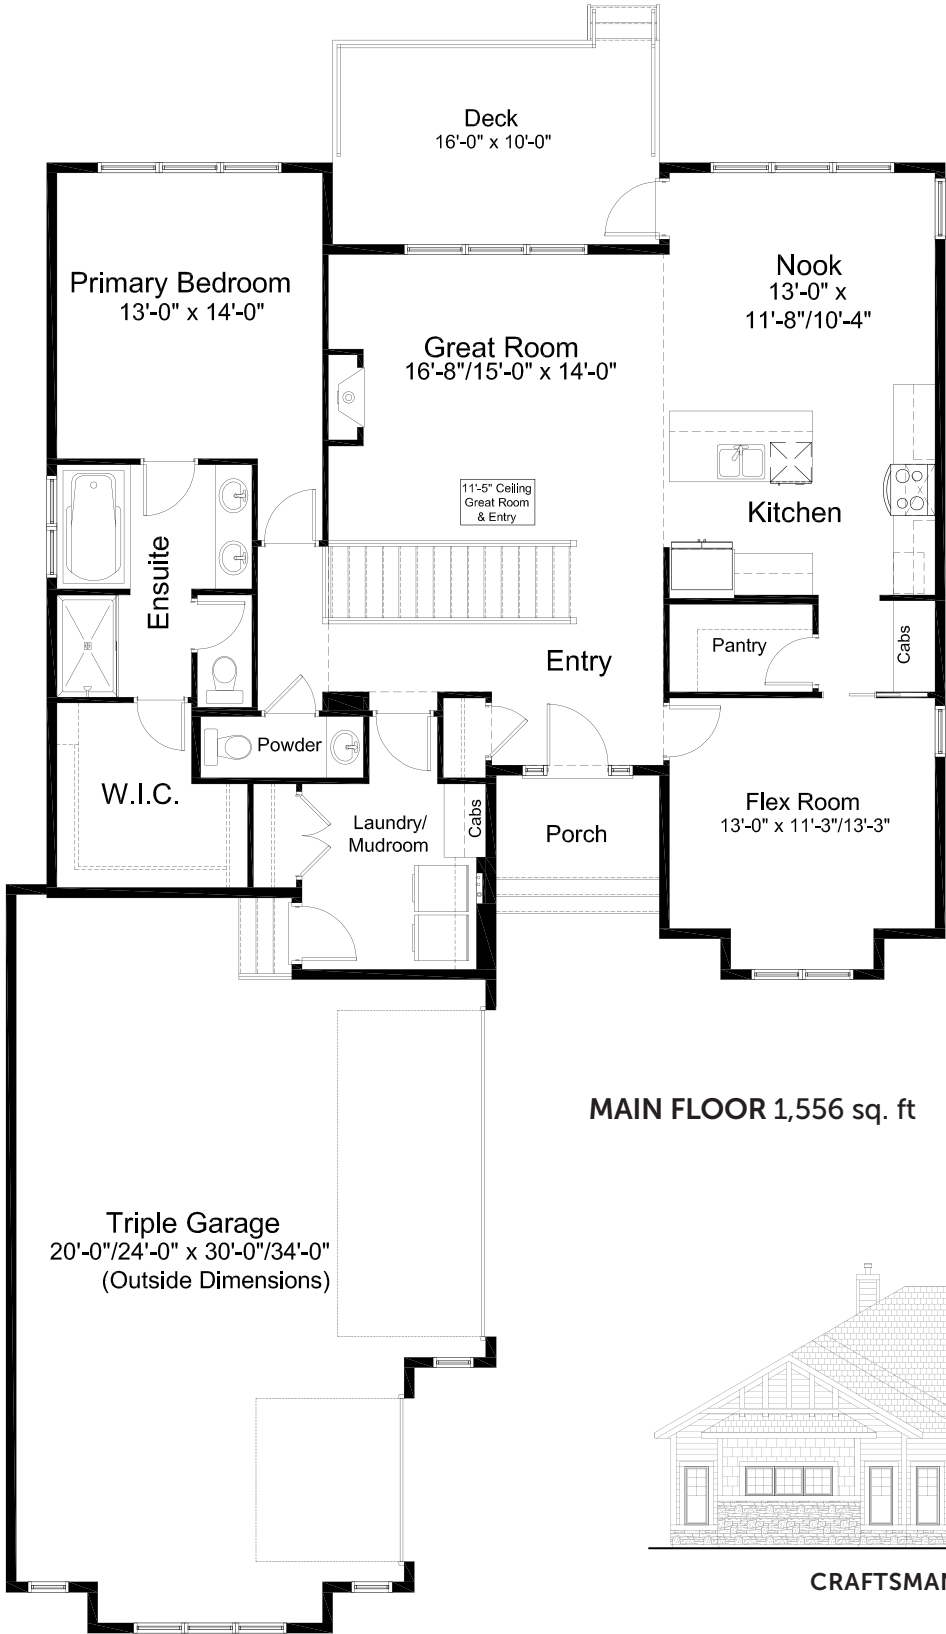 Deck
16'-0" x 10'-0"
Primary Bedroom
13'-0" x 14'-0"
Nook
13'-0" x
11'-8"/10'-4"
Great Room
16'-8"/15'-0" x 14'-0"
11'-5" Ceiling
Great Room
& Entry
Kitchen
Ensuite
Entry
Pantry
Cabs
Powder
W.I.C.
Laundry/
Mudroom
Cabs
Porch
Flex Room
13'-0" x 11'-3"/13'-3"
MAIN FLOOR 1,556 sq. ft
Triple Garage
20'-0"/24'-0" x 30'-0"/34'-0"
(Outside Dimensions)
CRAFTSMAN